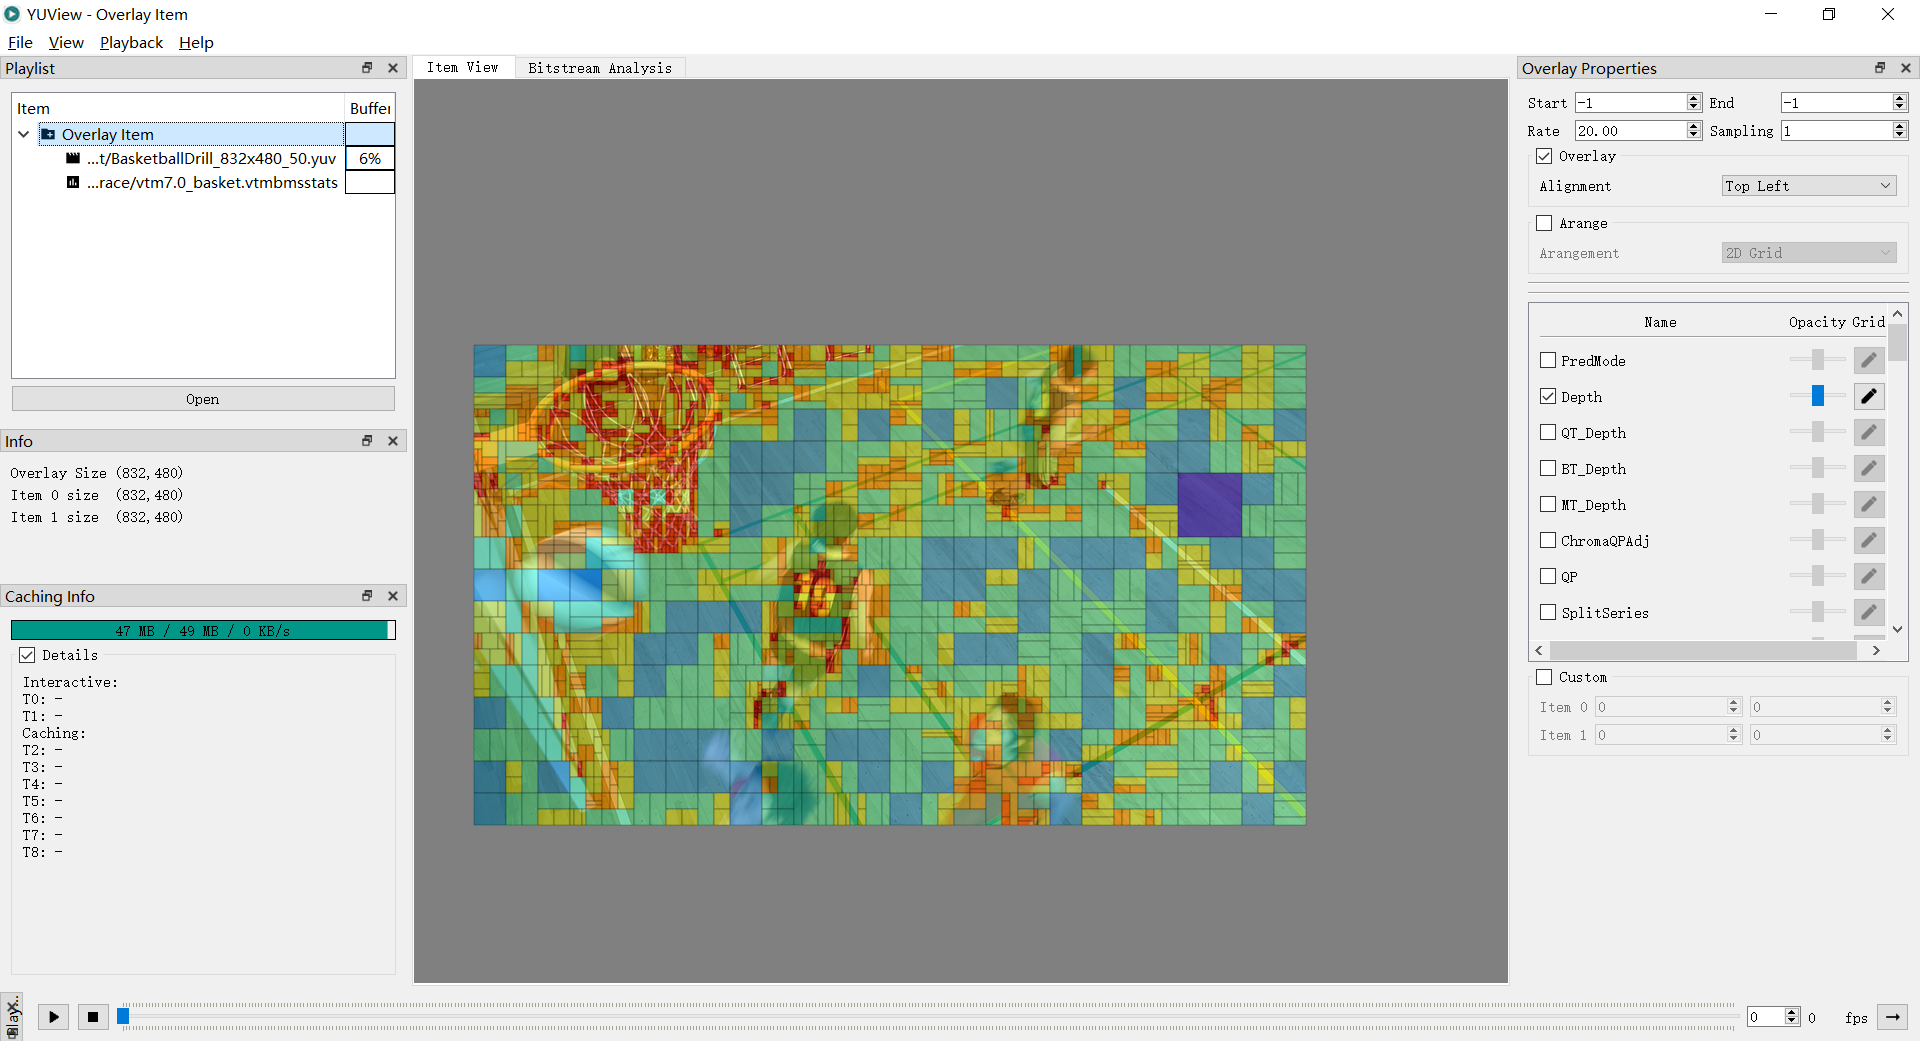 YUView - Overlay Item
File View Playback Help
Playlist
Item Buffer
Overlay Item
...t/BasketballDrill_832x480_50.yuv 6%
...race/vtm7.0_basket.vtmbmsstats
Open
Info
Overlay Size (832,480)
Item 0 size (832,480)
Item 1 size (832,480)
Caching Info
47 MB / 49 MB / 0 KB/s
Details
Interactive:
T0: -
T1: -
Caching:
T2: -
T3: -
T4: -
T5: -
T6: -
T7: -
T8: -
Item View Bitstream Analysis
Overlay Properties
Start -1 End -1
Rate 20.00 Sampling 1
Overlay
Alignment Top Left
Arange
Arangement 2D Grid
Name Opacity Grid
PredMode
Depth
QT_Depth
BT_Depth
MT_Depth
ChromaQPAdj
QP
SplitSeries
Custom
Item 0 0 0
Item 1 0 0
0 0 fps